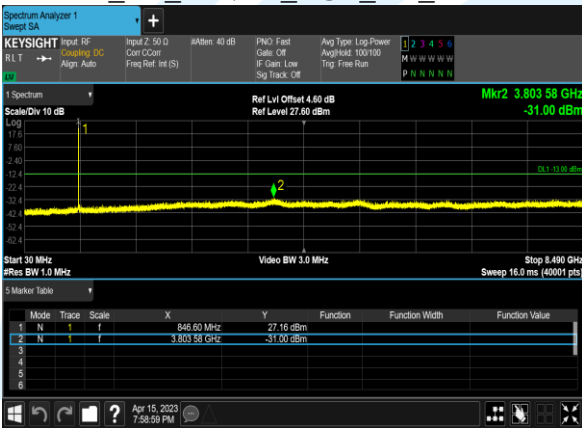 Spectrum Analyzer 1
Swept SA
+
KEYSIGHT Input: RF Input Z: 50 Ω #Atten: 40 dB PNO: Fast Avg Type: Log-Power 1 2 3 4 5 6
RLT Coupling: DC Corr CCorr Gate: Off Avg|Hold: 100/100 M W W W W W
Align: Auto Freq Ref: Int (S) IF Gain: Low Trig: Free Run
Sig Track: Off P N N N N N
1 Spectrum Ref Lvl Offset 4.60 dB Mkr2 3.803 58 GHz
Scale/Div 10 dB Ref Level 27.60 dBm -31.00 dBm
Log
17.6 1
7.60
-2.40
-12.4 DL1 -13.00 dBm
-22.4 2
-32.4
-42.4
-52.4
-62.4
Start 30 MHz Video BW 3.0 MHz Stop 8.490 GHz
#Res BW 1.0 MHz Sweep 16.0 ms (40001 pts)
5 Marker Table
Mode Trace Scale X Y Function Function Width Function Value
1 N 1 f 846.60 MHz 27.16 dBm
2 N 1 f 3.803 58 GHz -31.00 dBm
3
4
5
6
? Apr 15, 2023
7:58:59 PM